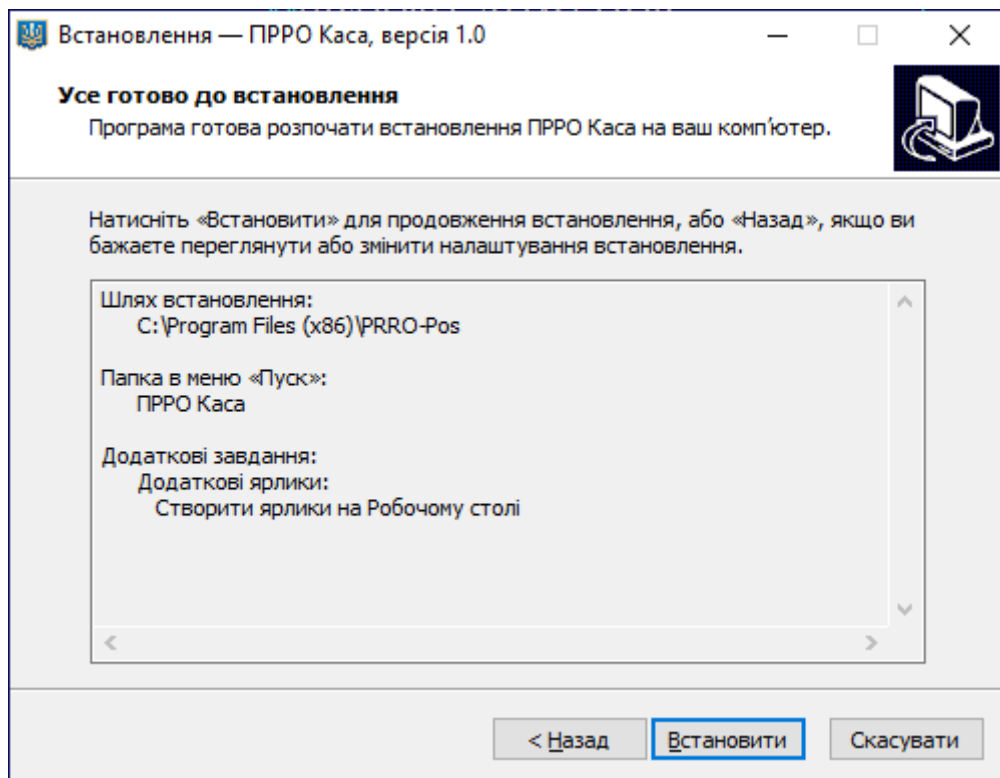 Встановлення — ПРРО Каса, версія 1.0
Усе готово до встановлення
Програма готова розпочати встановлення ПРРО Каса на ваш комп'ютер.
Натисніть «Встановити» для продовження встановлення, або «Назад», якщо ви
бажаєте переглянути або змінити налаштування встановлення.
Шлях встановлення:
C:\Program Files (x86)\PRRO-Pos
Папка в меню «Пуск»:
ПРРО Каса
Додаткові завдання:
Додаткові ярлики:
Створити ярлики на Робочому столі
< Назад
Встановити
Скасувати